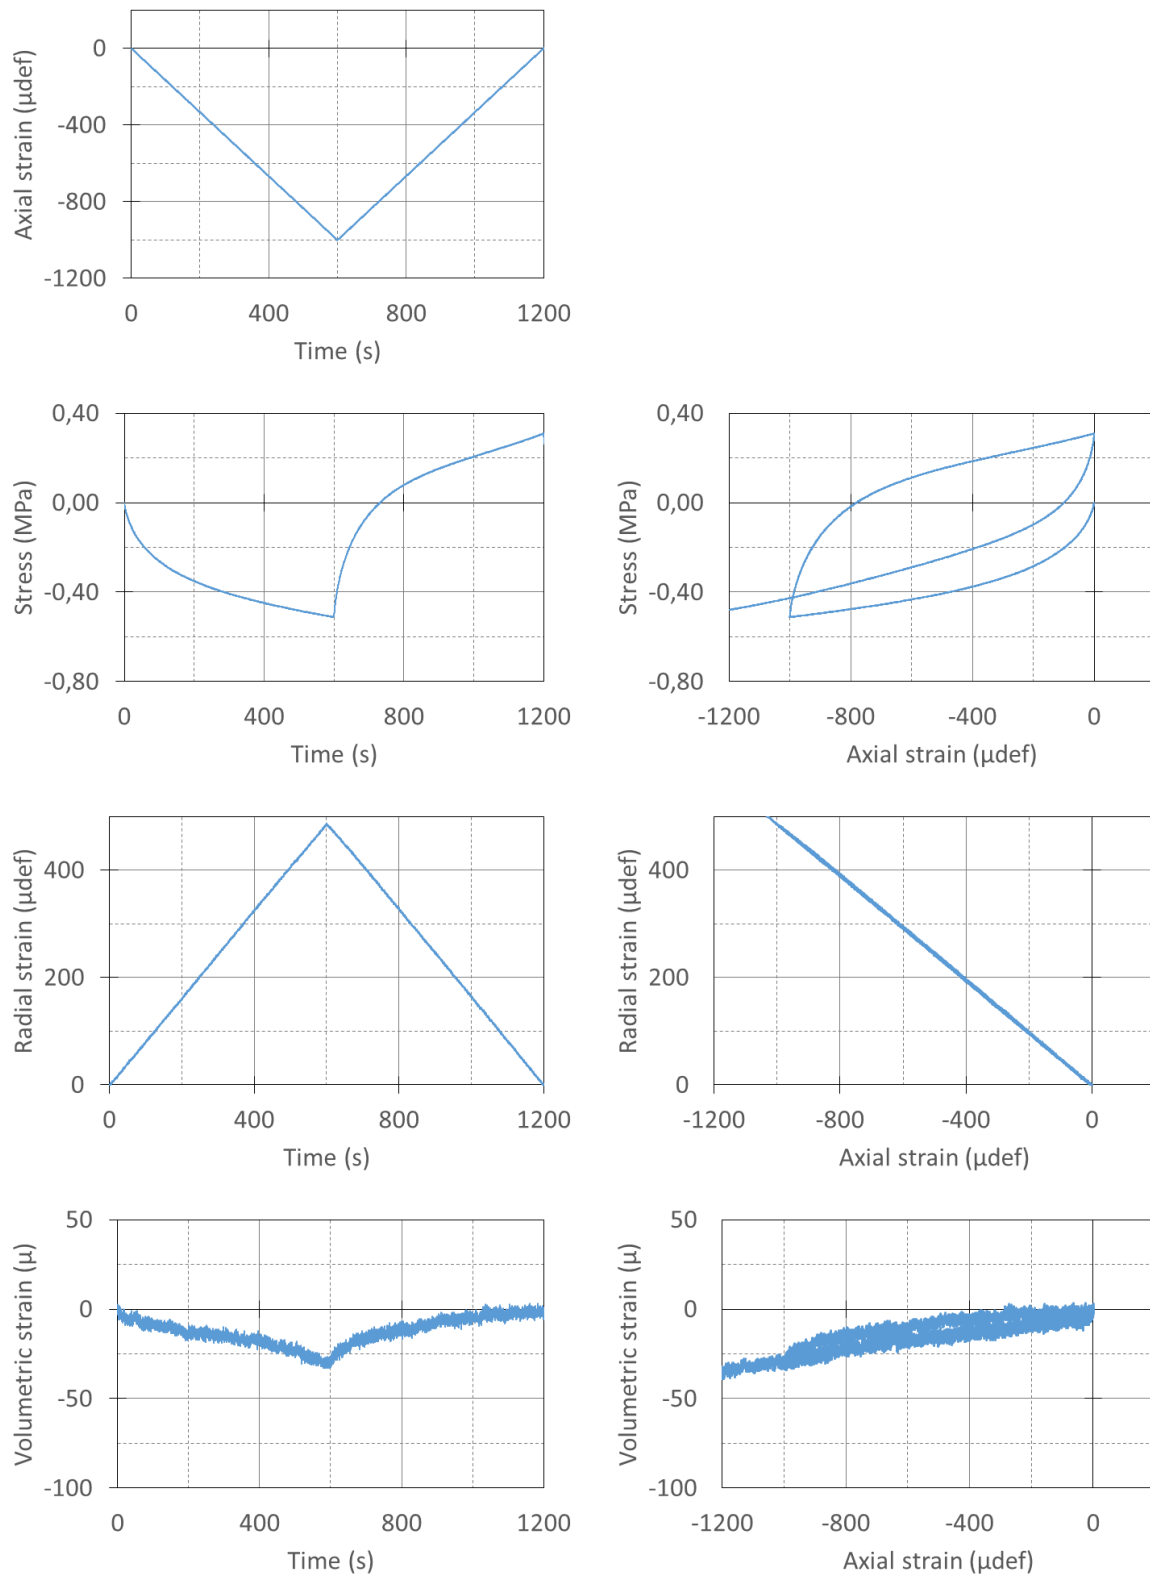 Axial strain (µdef)
0
-400
-800
-1200
0 400 800 1200
Time (s)
Stress (MPa)
0,40
0,00
-0,40
-0,80
0 400 800 1200
Time (s)
Stress (MPa)
0,40
0,00
-0,40
-0,80
-1200 -800 -400 0
Axial strain (µdef)
Radial strain (µdef)
400
200
0
0 400 800 1200
Time (s)
Radial strain (µdef)
400
200
0
-1200 -800 -400 0
Axial strain (µdef)
Volumetric strain (µ)
50
0
-50
-100
0 400 800 1200
Time (s)
Volumetric strain (µ)
50
0
-50
-100
-1200 -800 -400 0
Axial strain (µdef)